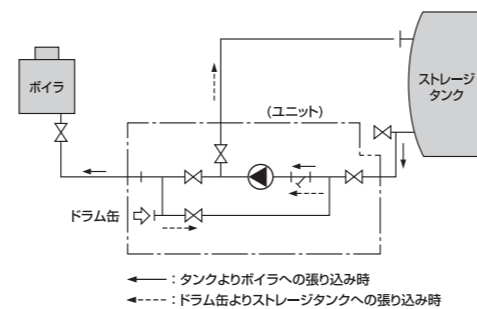 ボイラ
ストレージ
タンク
(ユニット)
ドラム缶
：タンクよりボイラへの張り込み時
：ドラム缶よりストレージタンクへの張り込み時